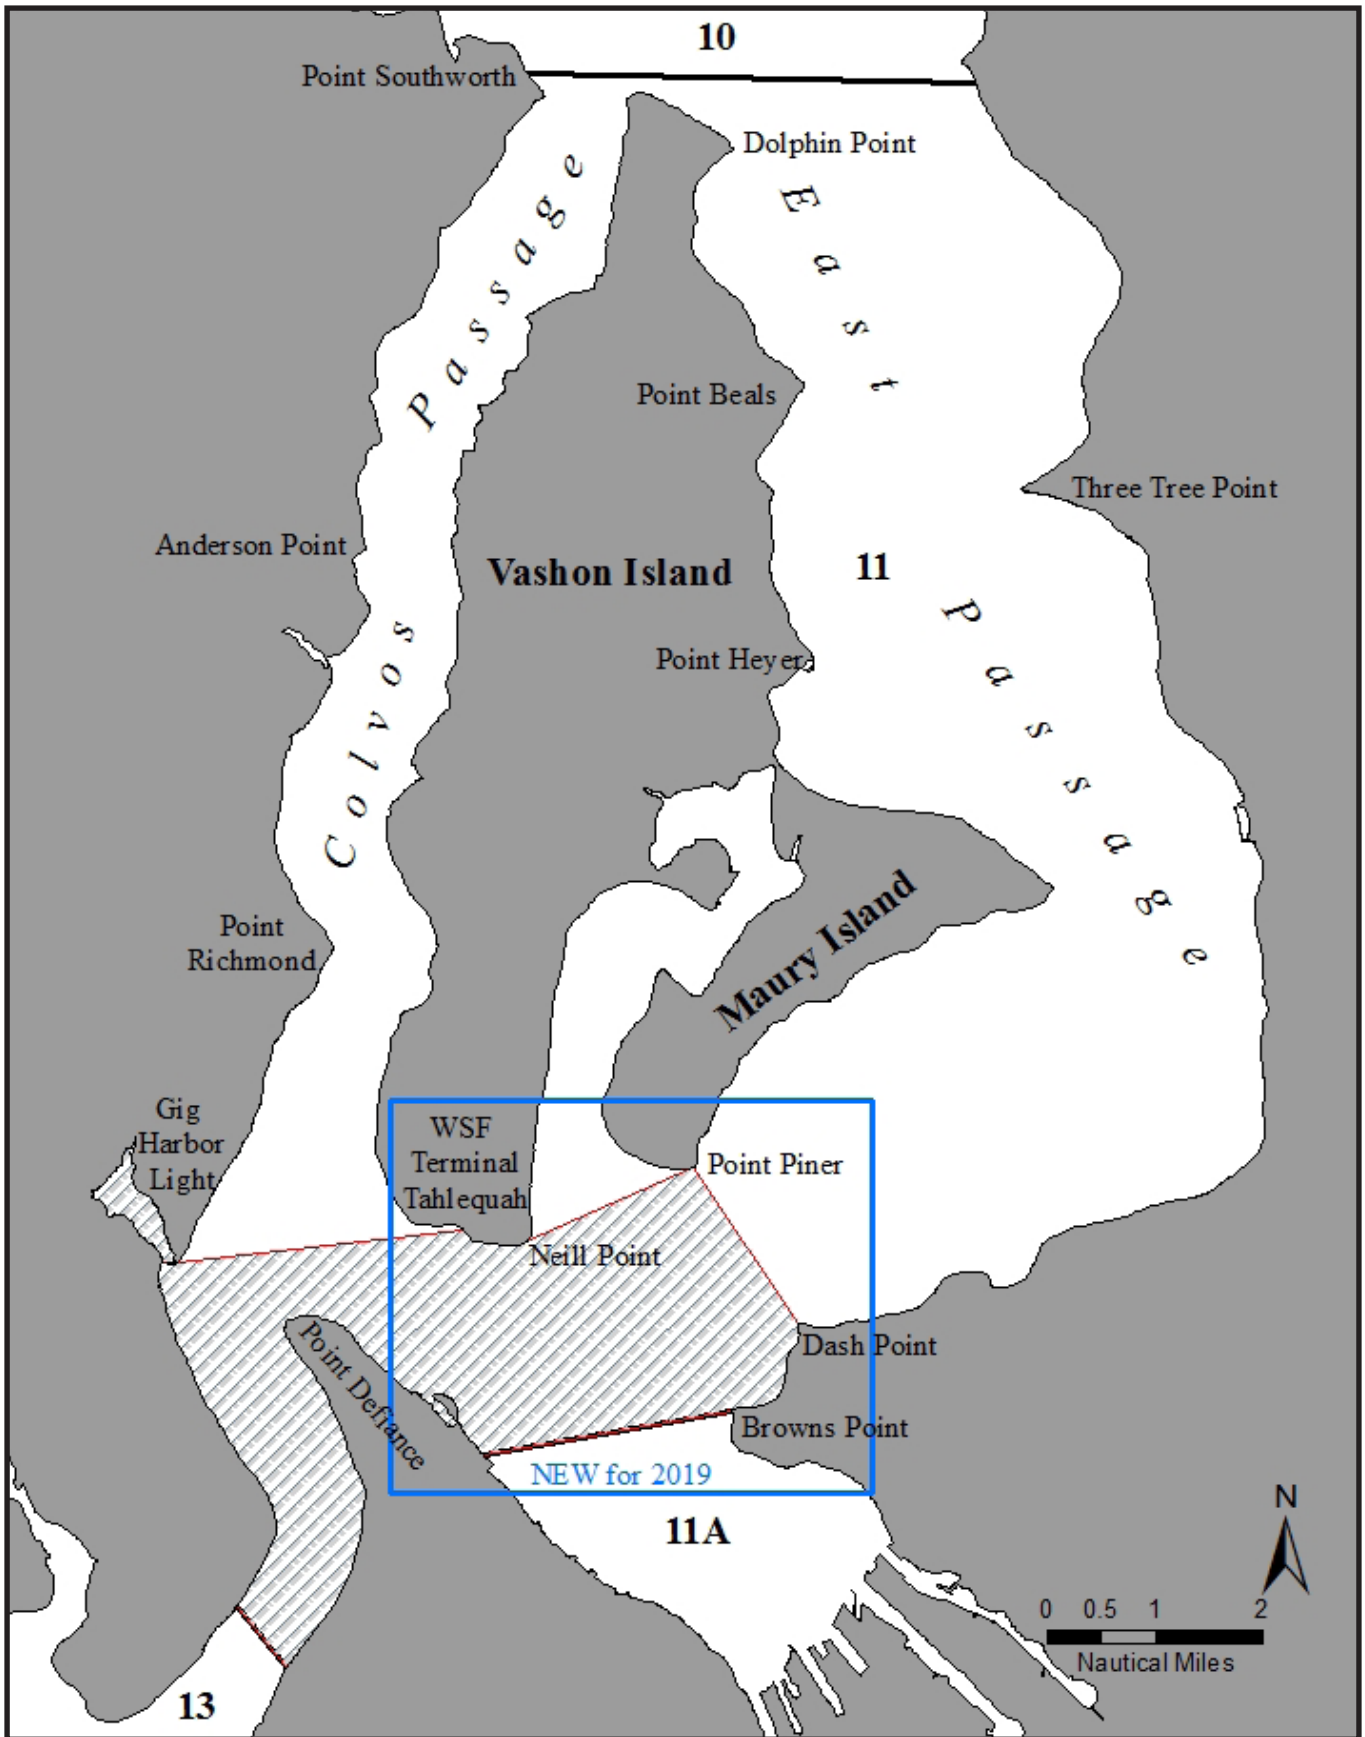 10
Point Southworth
Dolphin Point
East
Passage
Point Beals
Three Tree Point
Anderson Point
Vashon Island
11
Passage
Colvos
Point Heyer
Maury Island
Point
Richmond
Gig
Harbor
Light
WSF
Terminal
Tahlequah
Point Piner
Neill Point
Dash Point
Point Defiance
Browns Point
NEW for 2019
11A
N
0 0.5 1 2
Nautical Miles
13